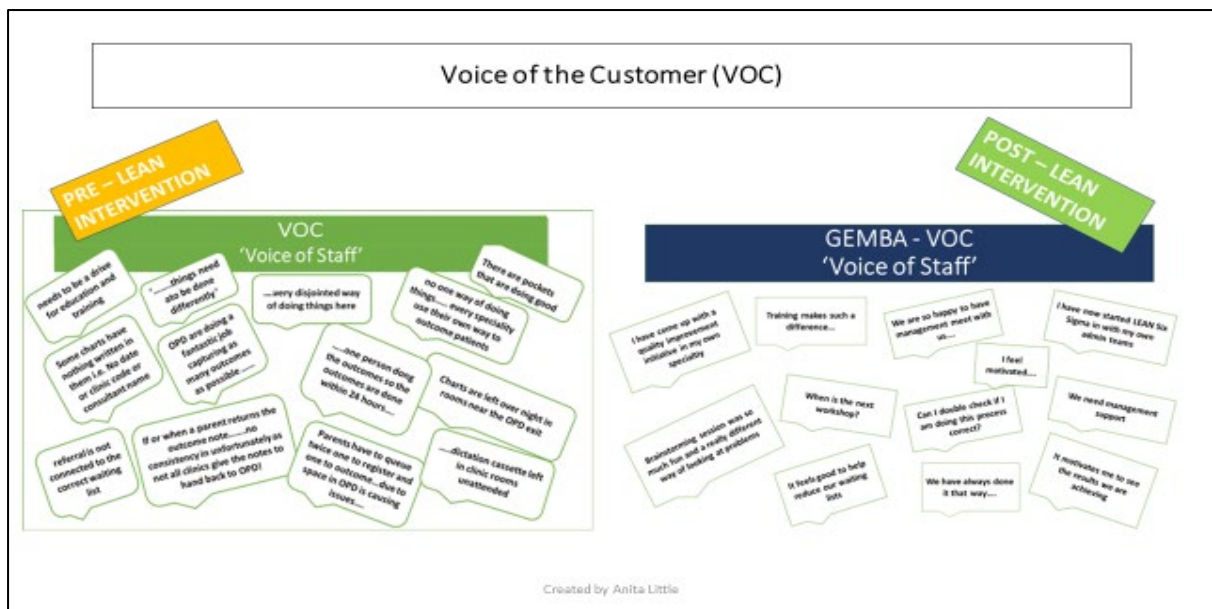 Voice of the Customer (VOC)
PRE – LEAN
INTERVENTION
POST – LEAN
INTERVENTION
VOC
‘Voice of Staff’
needs to be a drive
for education and
training
‘.......things need
ato be done
differently’
....very disjointed way
of doing things here
no one way of doing
things..... every speciality
use their own way to
outcome patients
There are pockets
that are doing good
Some charts have
nothing written in
them i.e. No date
or clinic code or
consultant name
OPD are doing a
fantastic job
capturing as
many outcomes
as possible ......
.....one person dong
the outcomes so the
outcomes are done
within 24 hours....
Charts are left over night in
rooms near the OPD exit
referral is not
connected to the
correct waiting
list
If or when a parent returns the
outcome note........no
consistency in unfortunately as
not all clinics give the notes to
hand back to OPD!
Parents have to queue
twice one to register and
one to outcome...due to
space in OPD is causing
issues....
.....dictation cassette left
in clinic rooms
unattended
GEMBA - VOC
‘Voice of Staff’
I have come up with a
quality improvement
initiative in my own
speciality
Training makes such a
difference...
We are so happy to have
management meet with
us....
I have now started LEAN Six
Sigma in with my own
admin teams
I feel
motivated....
Brainstorming session was so
much fun and a really different
way of looking at problems
When is the next
workshop?
Can I double check if I
am doing this process
correct?
We need management
support
It feels good to help
reduce our waiting
lists
We have always done
it that way....
It motivates me to see
the results we are
achieving
Created by Anita Little